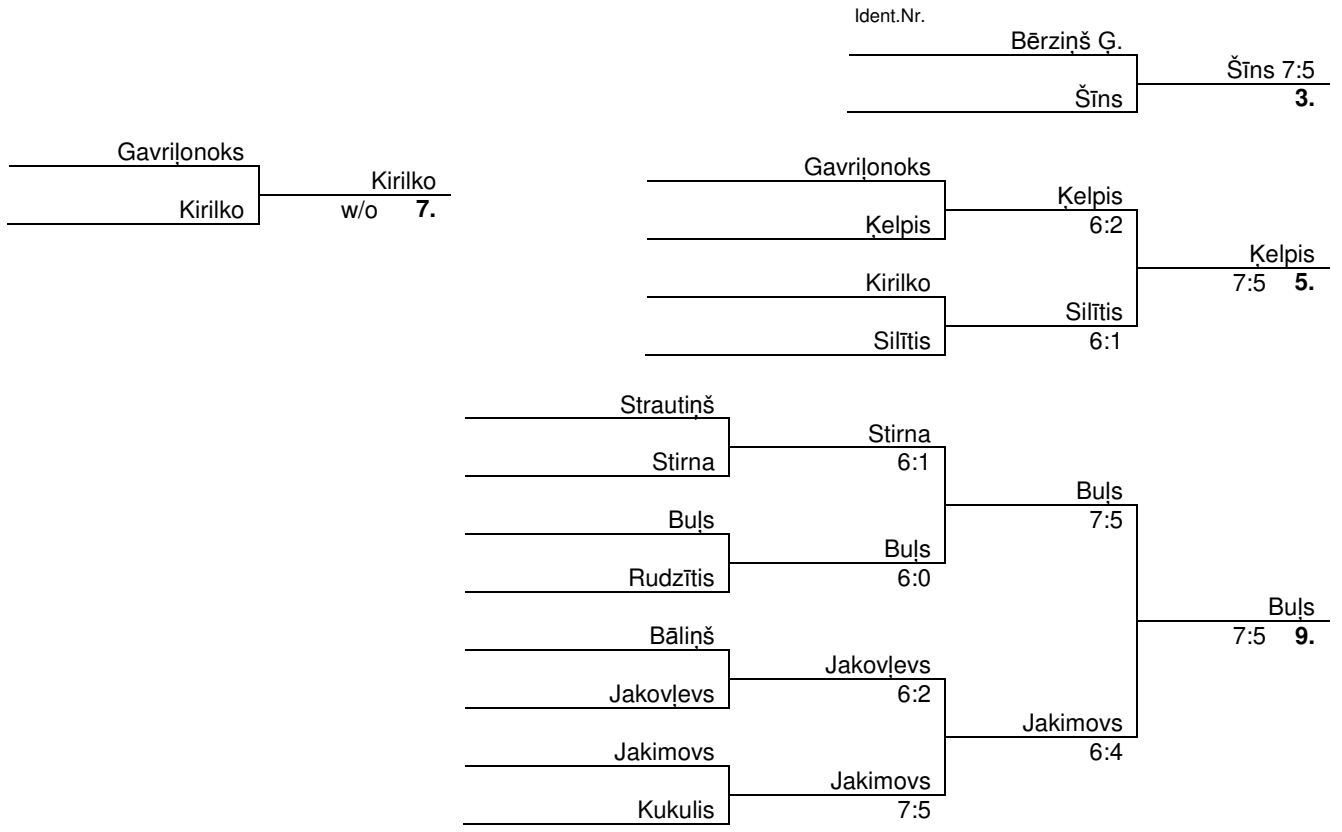 Ident.Nr.
Bērziņš Ģ.
Šīns 7:5
Šīns
3.
Gavriļonoks
Kirilko
Kirilko
w/o 7.
Gavriļonoks
Ķelpis
Ķelpis
6:2
Ķelpis
7:5 5.
Kirilko
Silītis
Silītis
6:1
Strautiņš
Stirna
Stirna
6:1
Buļs
7:5
Buļs
Buļs
Rudzītis
6:0
Buļs
7:5 9.
Bāliņš
Jakovļevs
Jakovļevs
6:2
Jakimovs
6:4
Jakimovs
Jakimovs
Kukulis
7:5